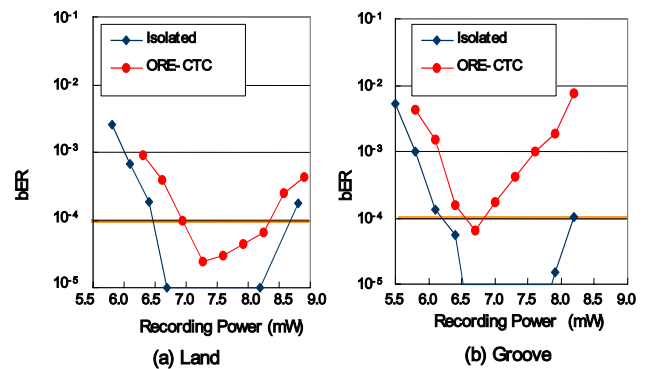 10-1
Isolated
ORE- CTC
10-2
10-3
bER
10-4
10-5
5.5 6.0 6.5 7.0 7.5 8.0 8.5 9.0
Recording Power (mW)
(a) Land
10-1
Isolated
ORE- CTC
10-2
10-3
bER
10-4
10-5
5.5 6.0 6.5 7.0 7.5 8.0 8.5 9.0
Recording Power (mW)
(b) Groove